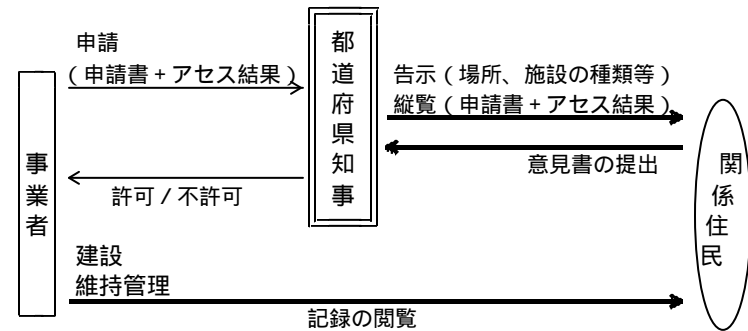 申請
（申請書＋アセス結果）
都道府県知事
告示（場所、施設の種類等）
縦覧（申請書＋アセス結果）
意見書の提出
事業者
許可／不許可
関係住民
建設
維持管理
記録の閲覧